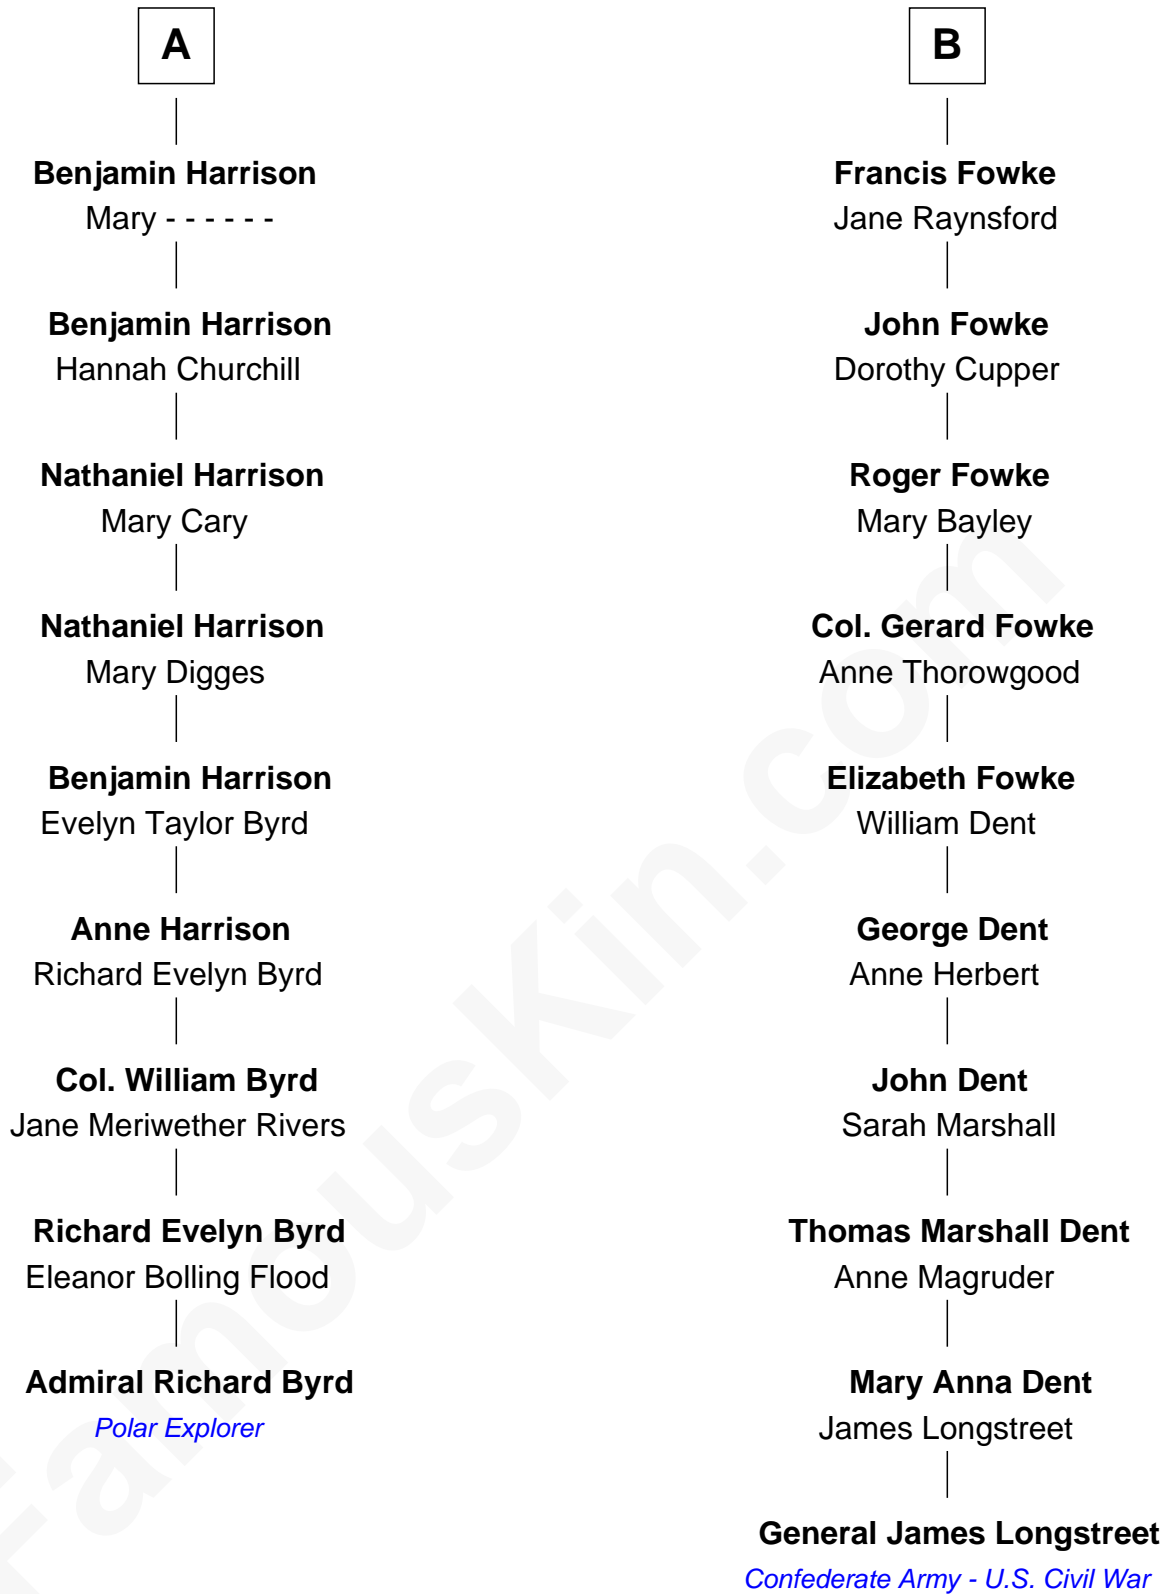 A
Benjamin Harrison
Mary - - - - - -
Benjamin Harrison
Hannah Churchill
Nathaniel Harrison
Mary Cary
Nathaniel Harrison
Mary Digges
Benjamin Harrison
Evelyn Taylor Byrd
Anne Harrison
Richard Evelyn Byrd
Col. William Byrd
Jane Meriwether Rivers
Richard Evelyn Byrd
Eleanor Bolling Flood
Admiral Richard Byrd
Polar Explorer
B
Francis Fowke
Jane Raynsford
John Fowke
Dorothy Cupper
Roger Fowke
Mary Bayley
Col. Gerard Fowke
Anne Thorowgood
Elizabeth Fowke
William Dent
George Dent
Anne Herbert
John Dent
Sarah Marshall
Thomas Marshall Dent
Anne Magruder
Mary Anna Dent
James Longstreet
General James Longstreet
Confederate Army - U.S. Civil War
FamousKin.com